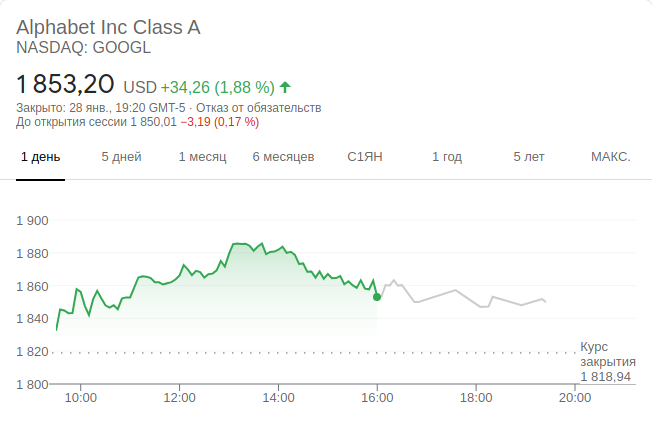 Alphabet Inc Class A
NASDAQ: GOOGL
1 853,20 USD +34,26 (1,88 %)
Закрыто: 28 янв., 19:20 GMT-5 · Отказ от обязательств
До открытия сессии 1 850,01 −3,19 (0,17 %)
1 день 5 дней 1 месяц 6 месяцев С1ЯН 1 год 5 лет МАКС.
1 900
1 880
1 860
1 840
1 820
Курс
закрытия
1 818,94
1 800
10:00 12:00 14:00 16:00 18:00 20:00